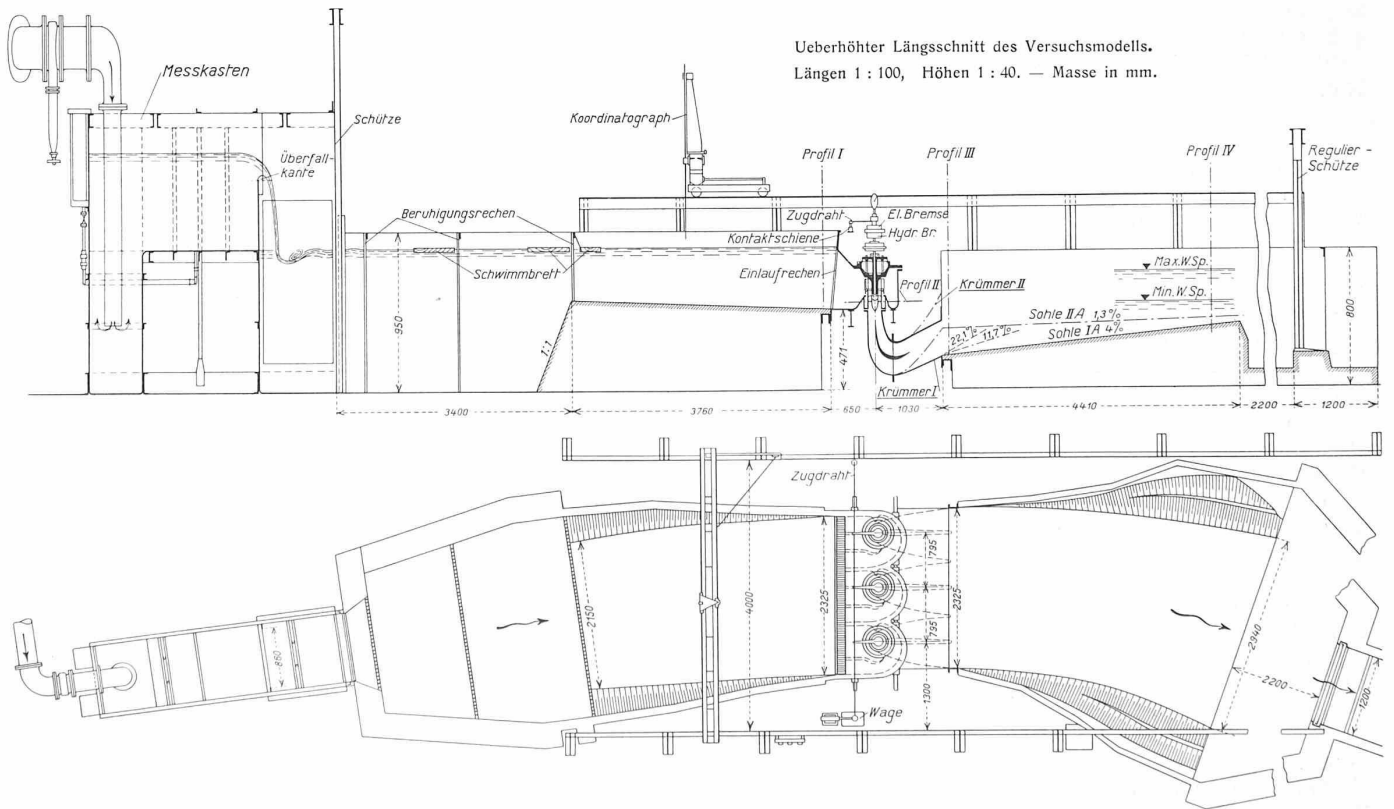 Ueberhöhter Längsschnitt des Versuchsmodells.
Längen 1 : 100, Höhen 1 : 40. — Masse in mm.
Messkasten
Schütze
Überfall-
kante
Beruhigungsrechen
Schwimmbrett
Koordinatograph
Profil I
Profil III
Profil IV
Regulier-
Schütze
Zugdraht
El. Bremse
Hydr. Br.
Kontaktschiene
Einlaufrechen
Profil II
Krümmer II
Max. W. Sp.
Min. W. Sp.
Sohle II A 1,3%
Sohle I A 4%
22,1%
11,7%
Krümmer I
950
1:1
471
800
3400
3760
650
1030
4410
2200
1200
Zugdraht
860
2150
4000
2325
795
795
1300
2325
2940
2200
1200
Wage